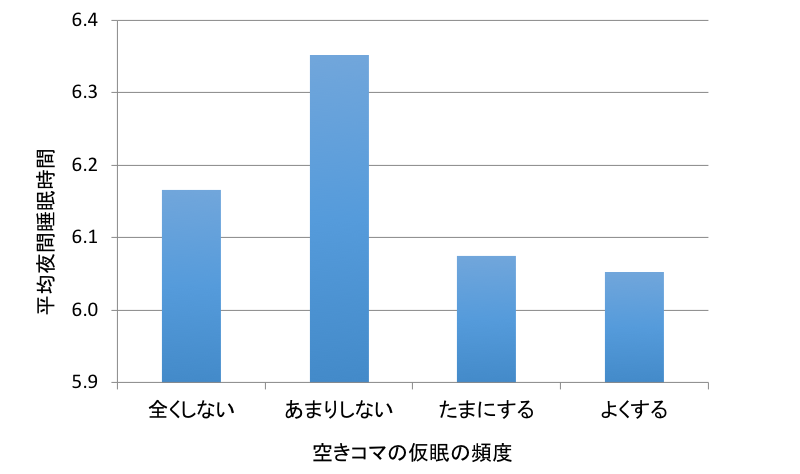 6.4
6.3
6.2
6.1
6.0
5.9
平均夜間睡眠時間
全くしない
あまりしない
たまにする
よくする
空きコマの仮眠の頻度